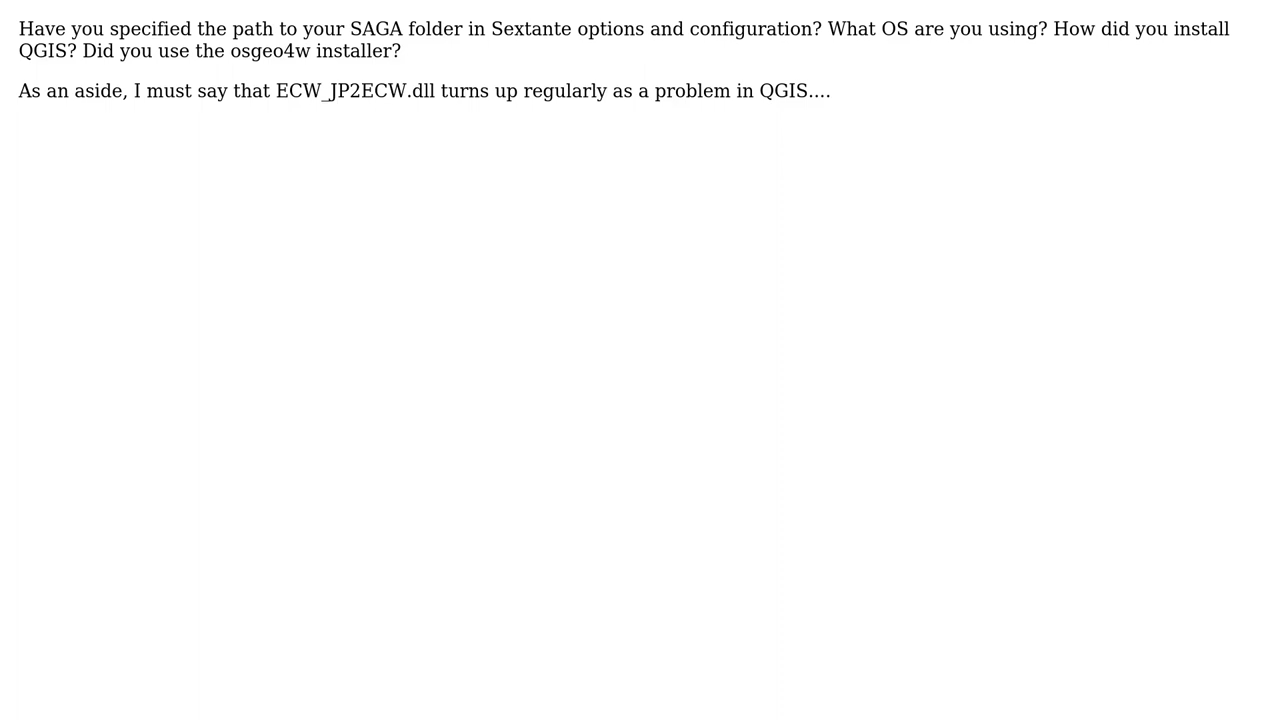 Have you specified the path to your SAGA folder in Sextante options and configuration? What OS are you using? How did you install
QGIS? Did you use the osgeo4w installer?
As an aside, I must say that ECW_JP2ECW.dll turns up regularly as a problem in QGIS....